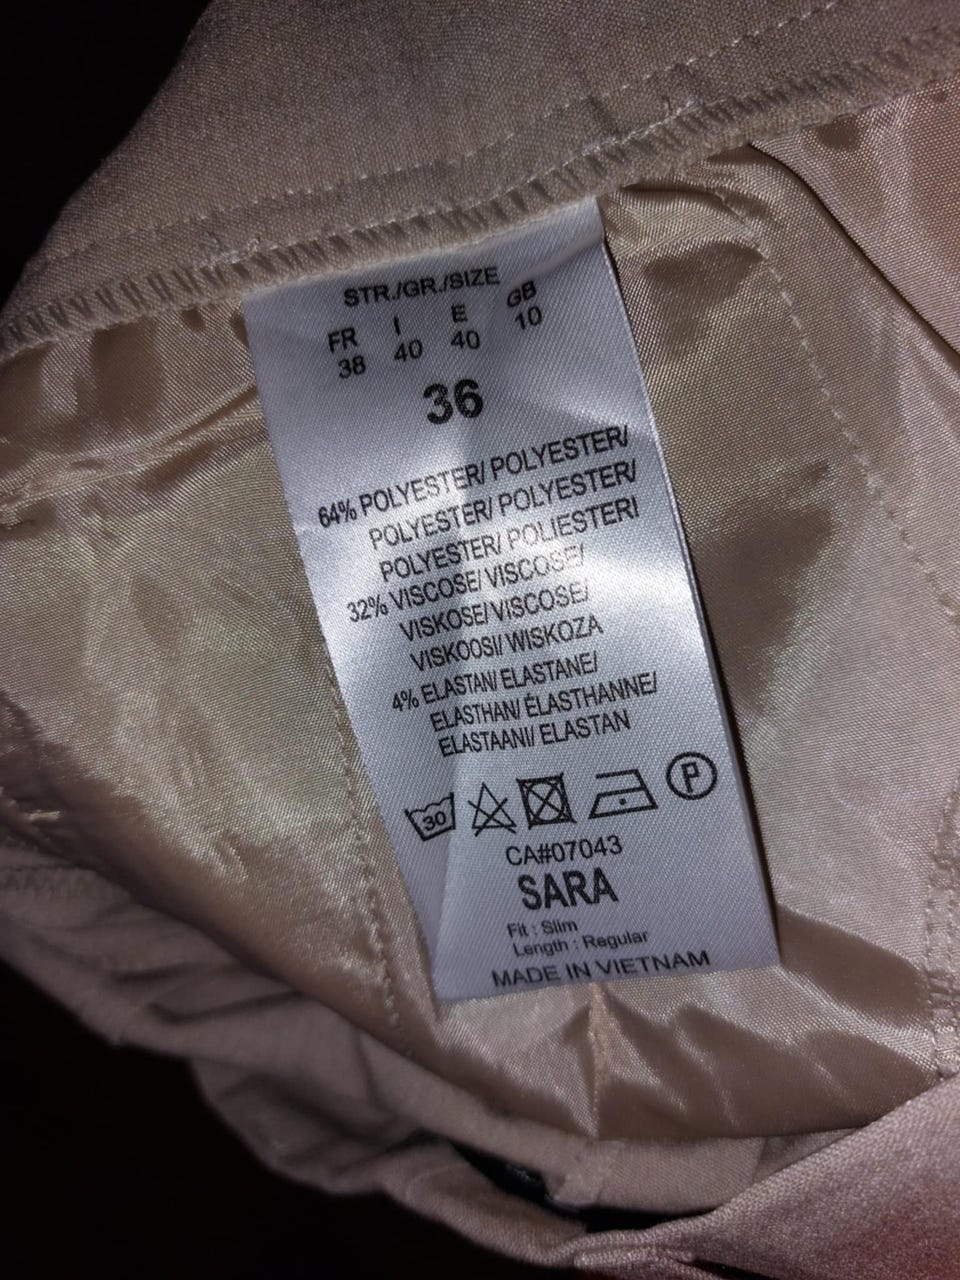 STR./GR./SIZE
FR I E GB
38 40 40 10
36
64% POLYESTER/ POLYESTER/
POLYESTER/ POLYESTER/
POLYESTER/ POLIESTER/
32% VISCOSE/ VISCOSE/
VISKOSE/ VISCOSE/
VISKOOSI/ WISKOZA
4% ELASTAN/ ELASTANE/
ELASTHAN/ ÉLASTHANNE/
ELASTAANI/ ELASTAN
30 P
CA#07043
SARA
Fit : Slim
Length : Regular
MADE IN VIETNAM